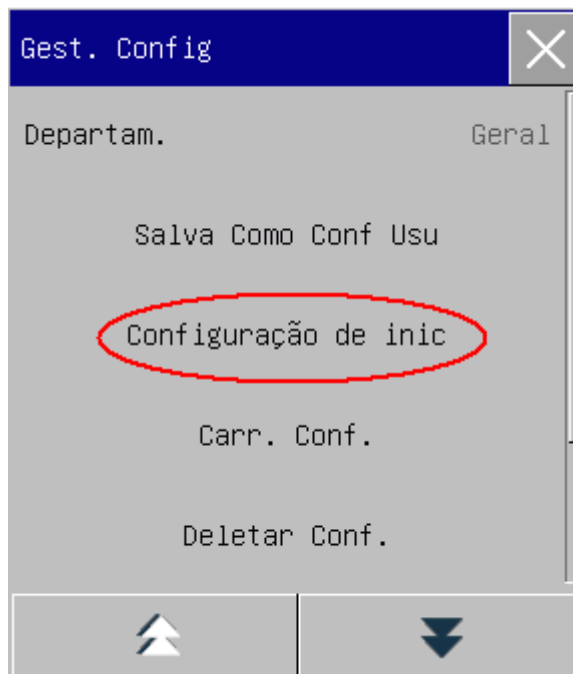 Gest. Config
Departam. Geral
Salva Como Conf Usu
Configuração de inic
Carr. Conf.
Deletar Conf.